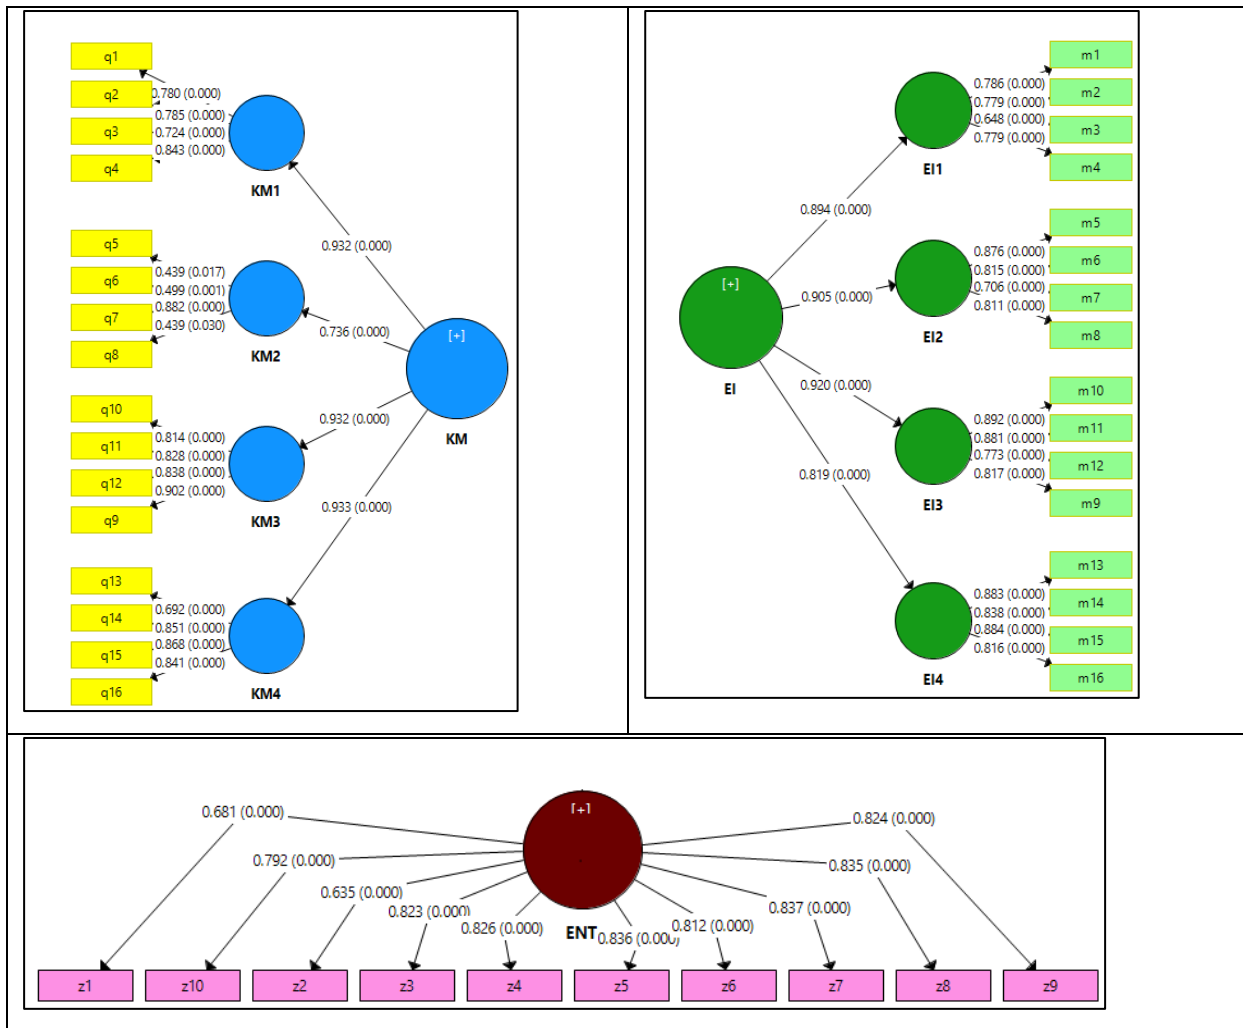 q1
q2
q3
q4
0.780 (0.000)
0.785 (0.000)
0.724 (0.000)
0.843 (0.000)
KM1
0.932 (0.000)
q5
q6
q7
q8
0.439 (0.017)
0.499 (0.001)
0.882 (0.000)
0.439 (0.030)
KM2
0.736 (0.000)
[+]
KM
q10
q11
q12
q9
0.814 (0.000)
0.828 (0.000)
0.838 (0.000)
0.902 (0.000)
KM3
0.932 (0.000)
0.933 (0.000)
q13
q14
q15
q16
0.692 (0.000)
0.851 (0.000)
0.868 (0.000)
0.841 (0.000)
KM4
m1
m2
m3
m4
0.786 (0.000)
0.779 (0.000)
0.648 (0.000)
0.779 (0.000)
EI1
0.894 (0.000)
m5
m6
m7
m8
0.876 (0.000)
0.815 (0.000)
0.706 (0.000)
0.811 (0.000)
EI2
0.905 (0.000)
[+]
EI
0.920 (0.000)
m10
m11
m12
m9
0.892 (0.000)
0.881 (0.000)
0.773 (0.000)
0.817 (0.000)
EI3
0.819 (0.000)
m13
m14
m15
m16
0.883 (0.000)
0.838 (0.000)
0.884 (0.000)
0.816 (0.000)
EI4
[+]
ENT
0.681 (0.000)
0.792 (0.000)
0.635 (0.000)
0.823 (0.000)
0.826 (0.000)
0.836 (0.000)
0.812 (0.000)
0.837 (0.000)
0.835 (0.000)
0.824 (0.000)
z1
z10
z2
z3
z4
z5
z6
z7
z8
z9